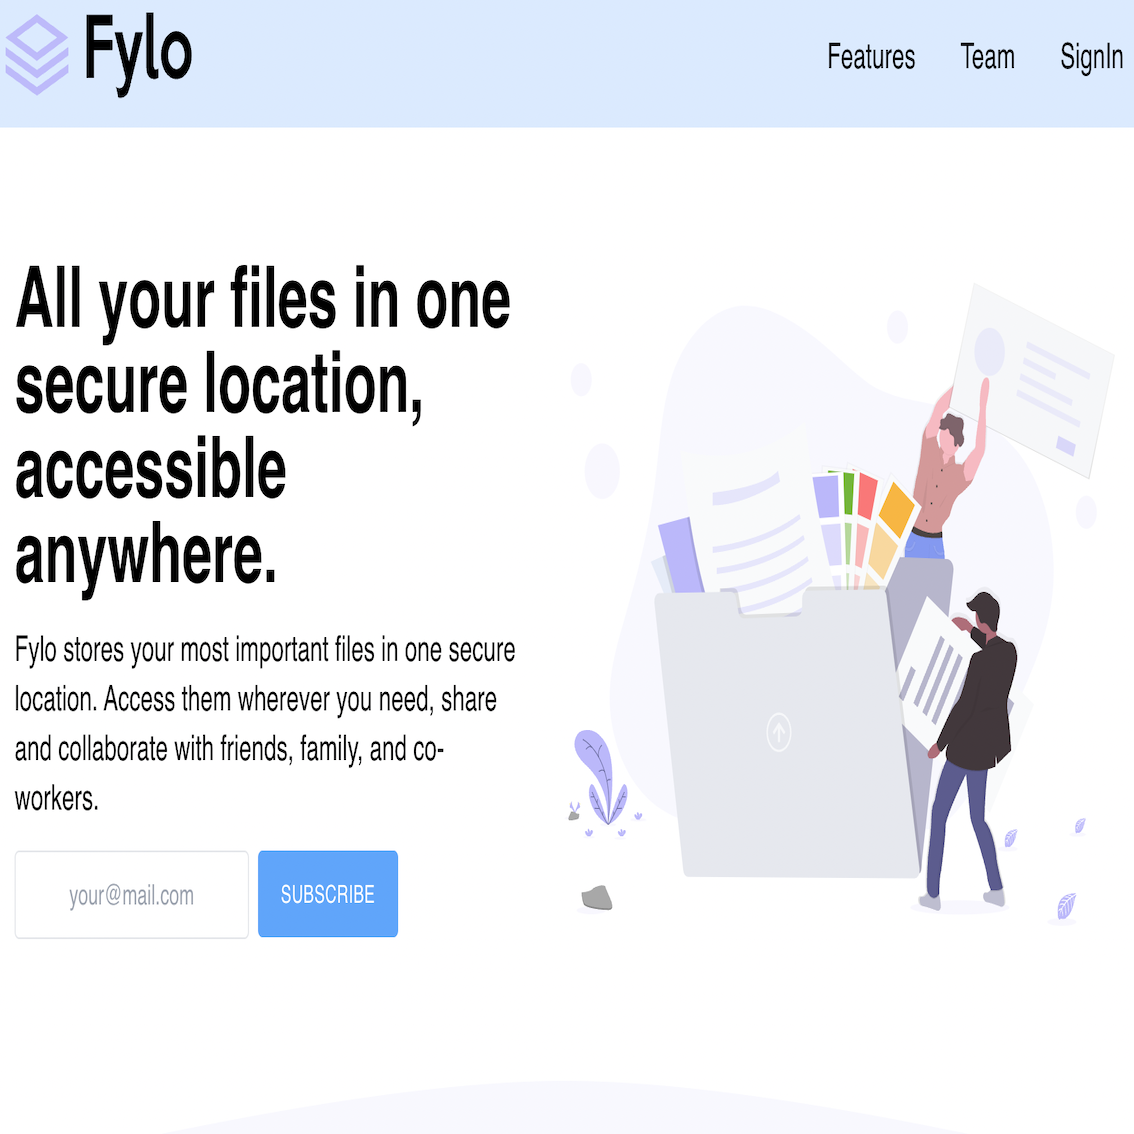 Fylo
Features Team SignIn
All your files in one
secure location,
accessible
anywhere.
Fylo stores your most important files in one secure
location. Access them wherever you need, share
and collaborate with friends, family, and co-
workers.
your@mail.com SUBSCRIBE